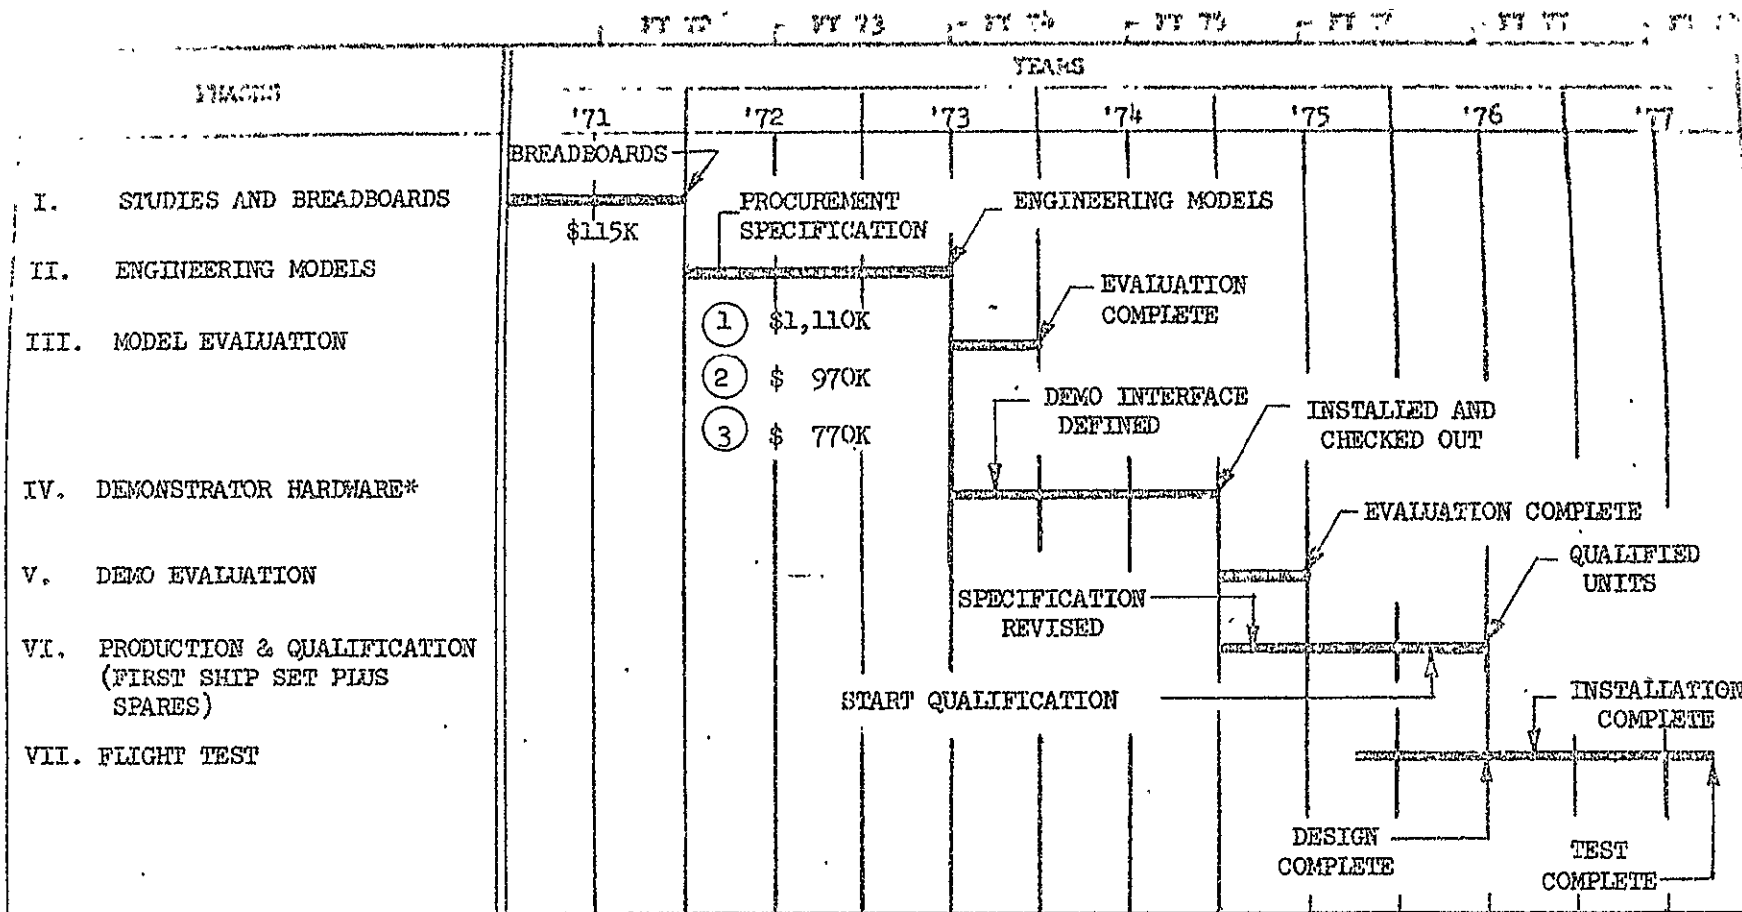 FY 73
YEARS
PHASES
'71 '72 '73 '74 '75 '76 '77
BREADBOARDS
I. STUDIES AND BREADBOARDS
$115K
PROCUREMENT
SPECIFICATION
ENGINEERING MODELS
II. ENGINEERING MODELS
EVALUATION
COMPLETE
1 $1,110K
III. MODEL EVALUATION
2 $ 970K
3 $ 770K
DEMO INTERFACE
DEFINED
INSTALLED AND
CHECKED OUT
IV. DEMONSTRATOR HARDWARE*
EVALUATION COMPLETE
V. DEMO EVALUATION
QUALIFIED
UNITS
SPECIFICATION
REVISED
VI. PRODUCTION & QUALIFICATION
(FIRST SHIP SET PLUS
SPARES)
START QUALIFICATION
INSTALLATION
COMPLETE
VII. FLIGHT TEST
DESIGN
COMPLETE
TEST
COMPLETE